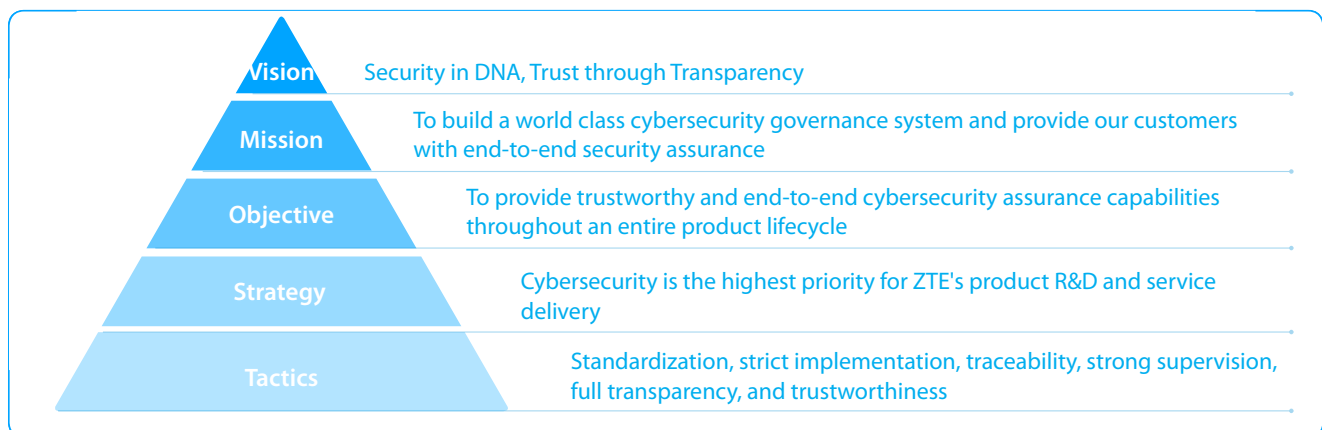 Vision
Security in DNA, Trust through Transparency
Mission
To build a world class cybersecurity governance system and provide our customers
with end-to-end security assurance
Objective
To provide trustworthy and end-to-end cybersecurity assurance capabilities
throughout an entire product lifecycle
Strategy
Cybersecurity is the highest priority for ZTE's product R&D and service
delivery
Tactics
Standardization, strict implementation, traceability, strong supervision,
full transparency, and trustworthiness